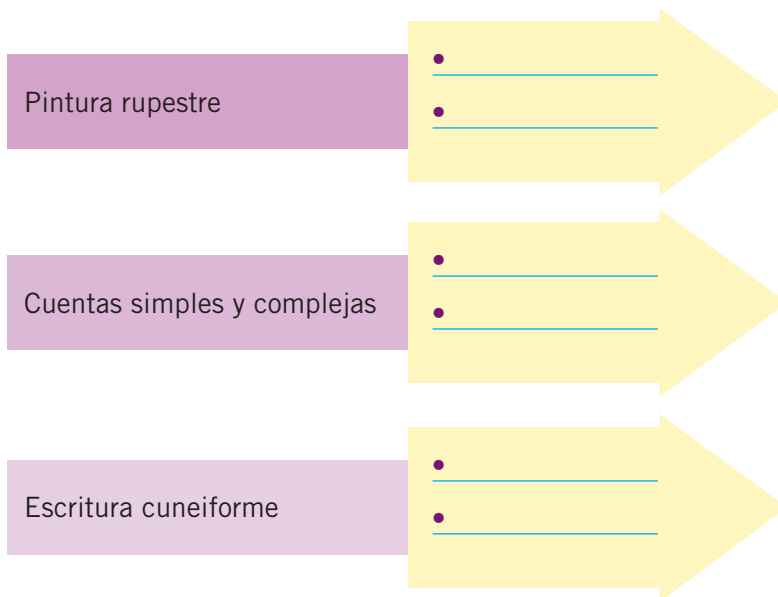 Pintura rupestre
•
•
Cuentas simples y complejas
•
•
Escritura cuneiforme
•
•